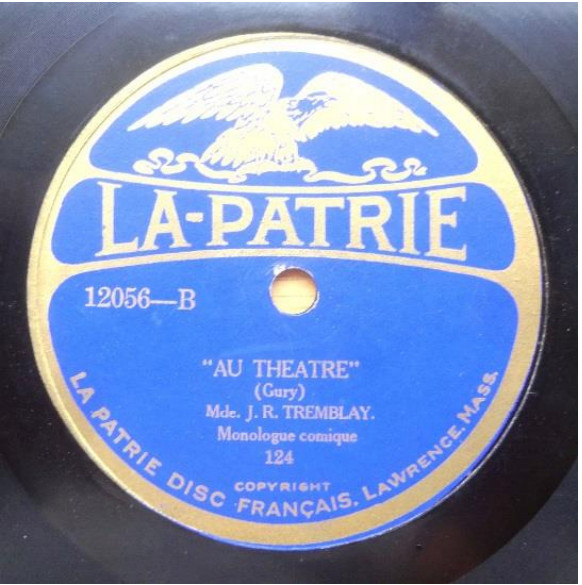 LA-PATRIE
12056—B
"AU THEATRE"
(Gury)
Mde. J. R. TREMBLAY.
Monologue comique
124
COPYRIGHT
LA PATRIE DISC FRANÇAIS. LAWRENCE. MASS.